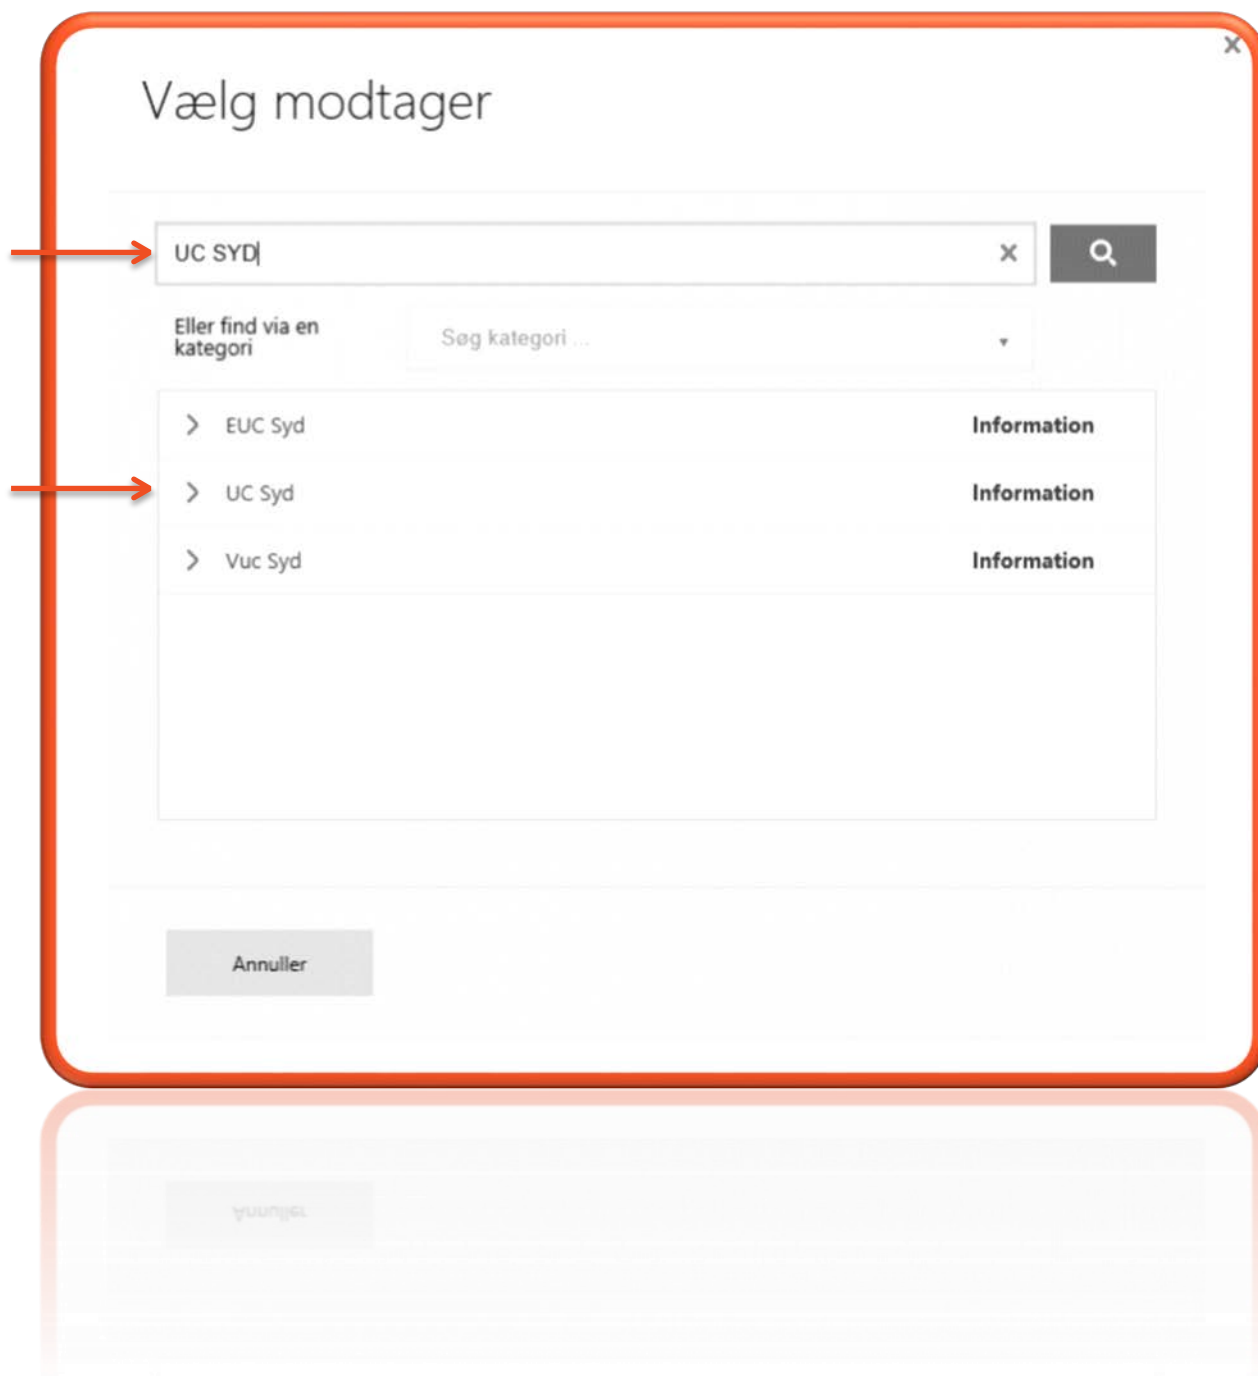 Vælg modtager
UC SYD
Eller find via en
kategori
Søg kategori ...
EUC Syd Information
UC Syd Information
Vuc Syd Information
Annuller
Annuller